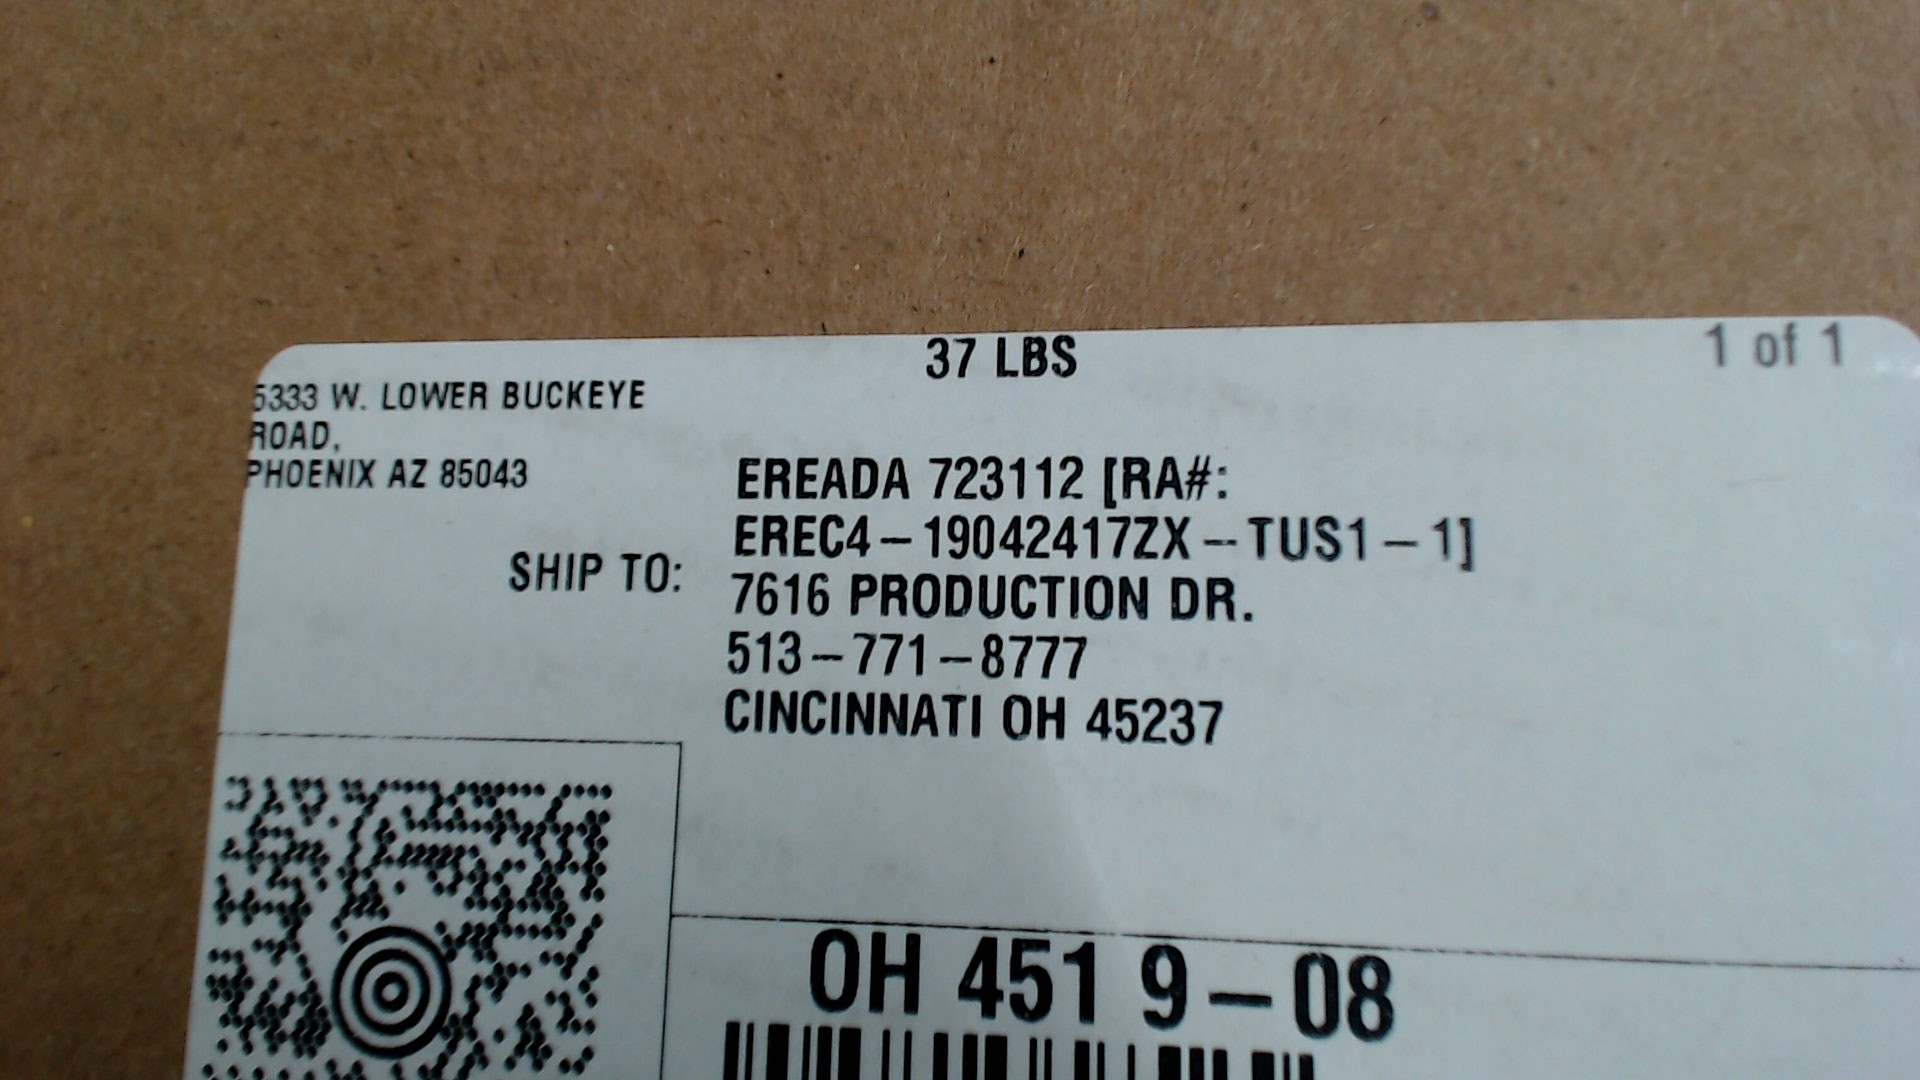 37 LBS
1 of 1
5333 W. LOWER BUCKEYE
ROAD,
PHOENIX AZ 85043
SHIP TO:
EREADA 723112 [RA#:
EREC4-19042417ZX-TUS1-1]
7616 PRODUCTION DR.
513-771-8777
CINCINNATI OH 45237
OH 451 9-08